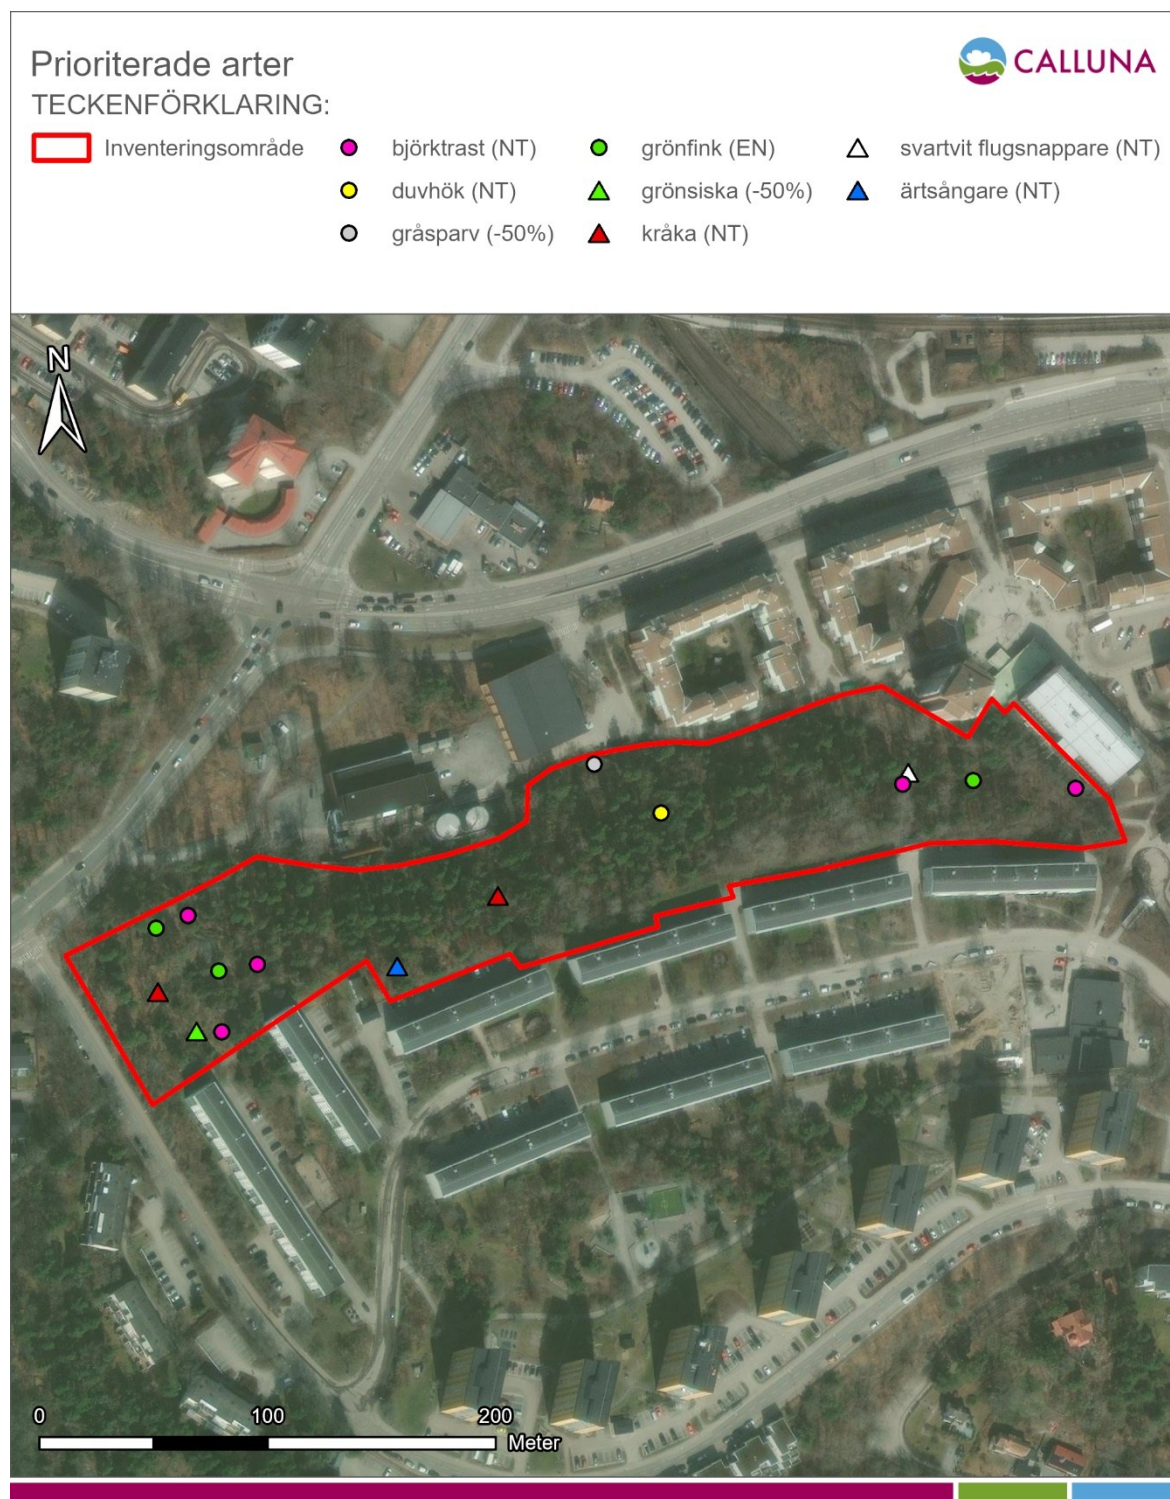 Prioriterade arter
CALLUNA
TECKENFÖRKLARING:
Inventeringsområde
björktrast (NT)
grönfink (EN)
svartvit flugsnappare (NT)
duvhök (NT)
grönsiska (-50%)
ärtsångare (NT)
gråsparv (-50%)
kråka (NT)
N
0 100 200
Meter